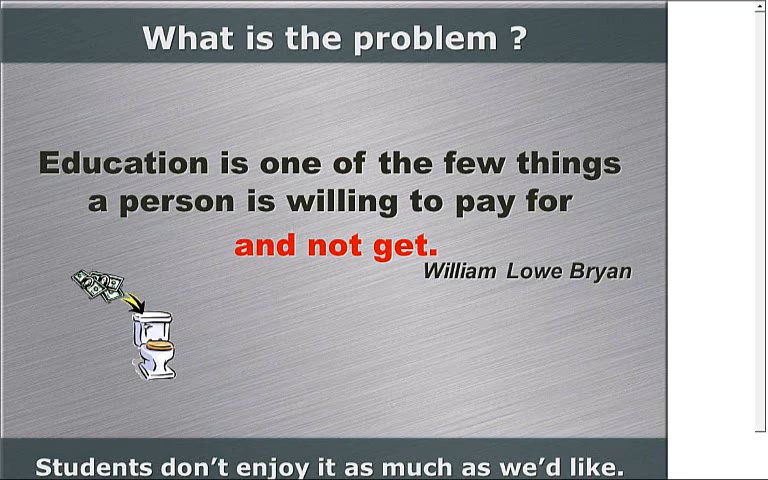 What is the problem ?
Education is one of the few things
a person is willing to pay for
and not get.
William Lowe Bryan
Students don’t enjoy it as much as we’d like.